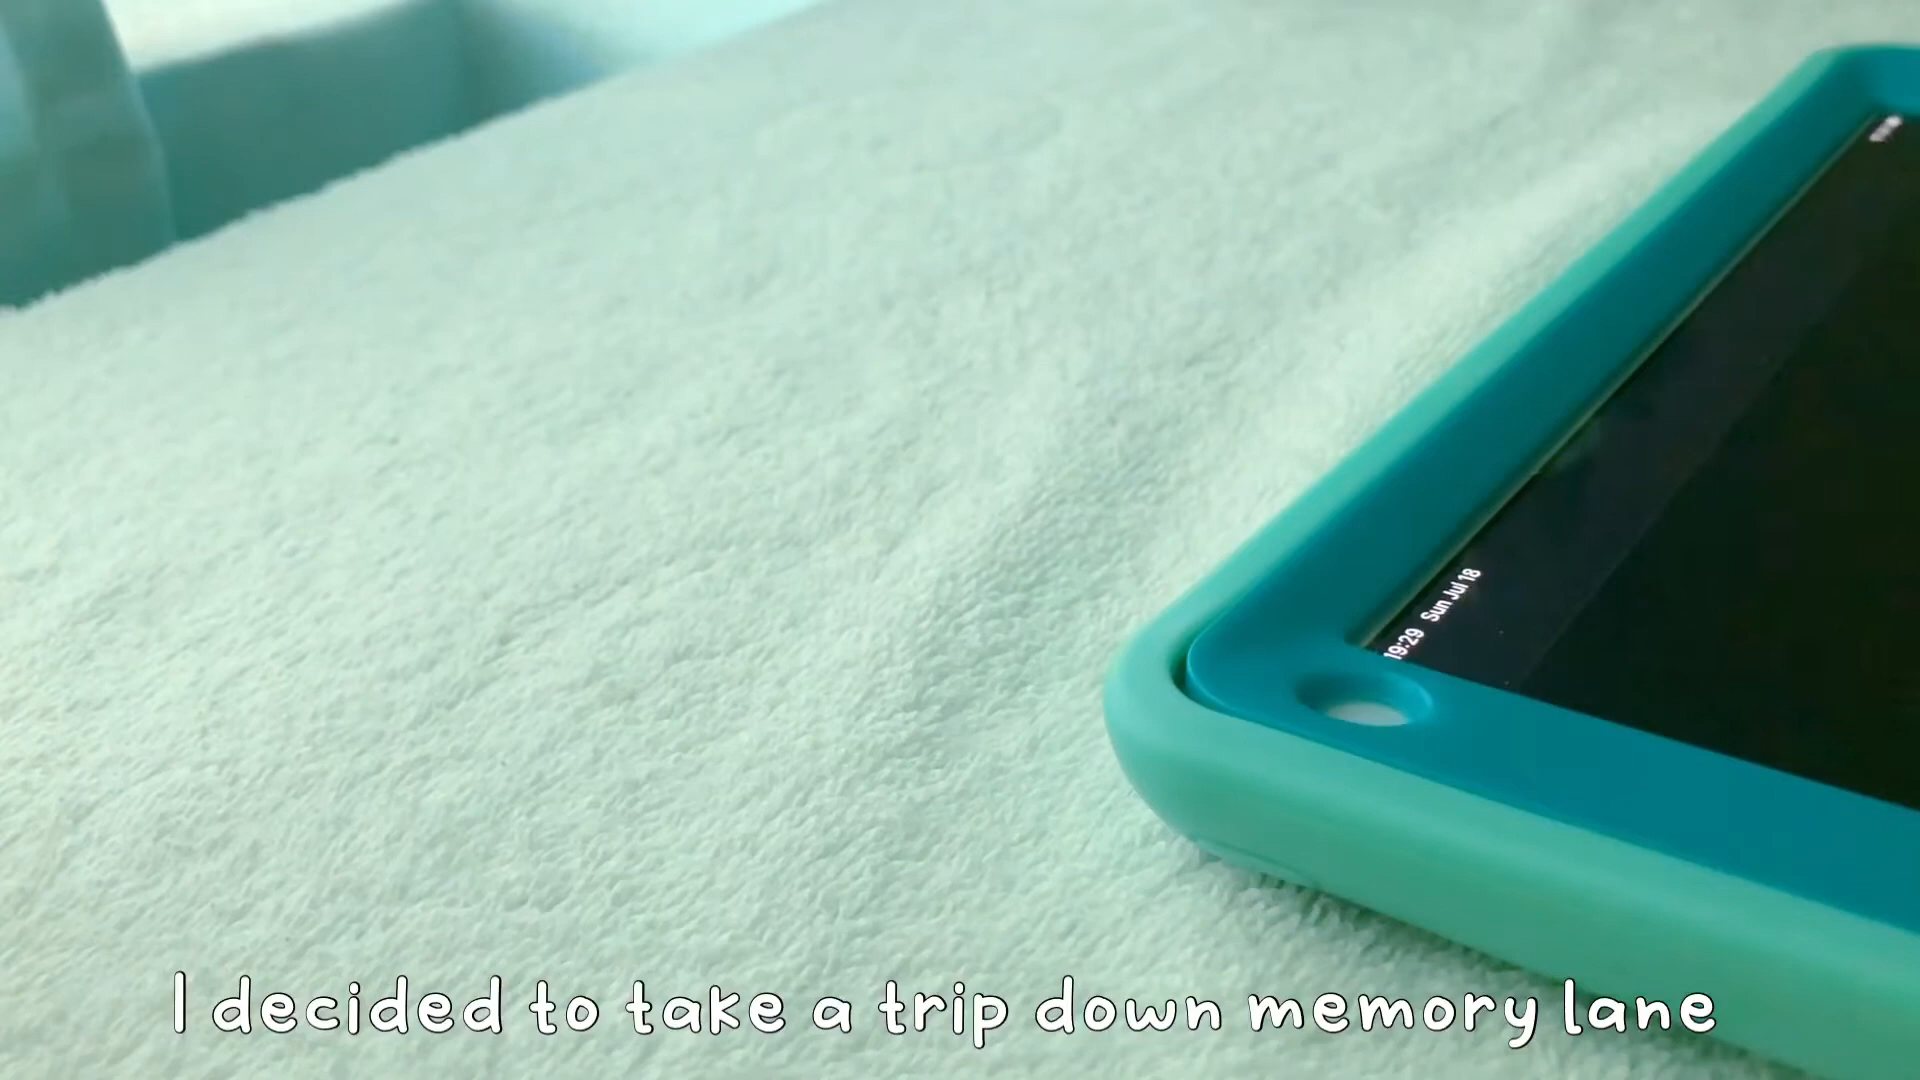 19:29 Sun Jul 18
I decided to take a trip down memory lane